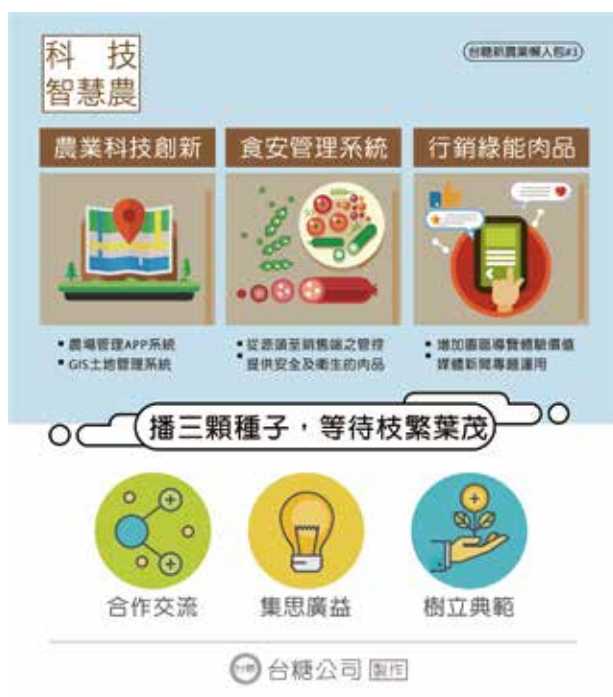 科技
智慧農
台糖新農業懶人包#3
農業科技創新
食安管理系統
行銷綠能肉品
• 農場管理APP系統
• GIS土地管理系統
• 從源頭至銷售端之管控
• 提供安全及衛生的肉品
• 增加園區導覽體驗價值
• 媒體新聞專題運用
播三顆種子，等待枝繁葉茂
合作交流
集思廣益
樹立典範
台糖 台糖公司 製作